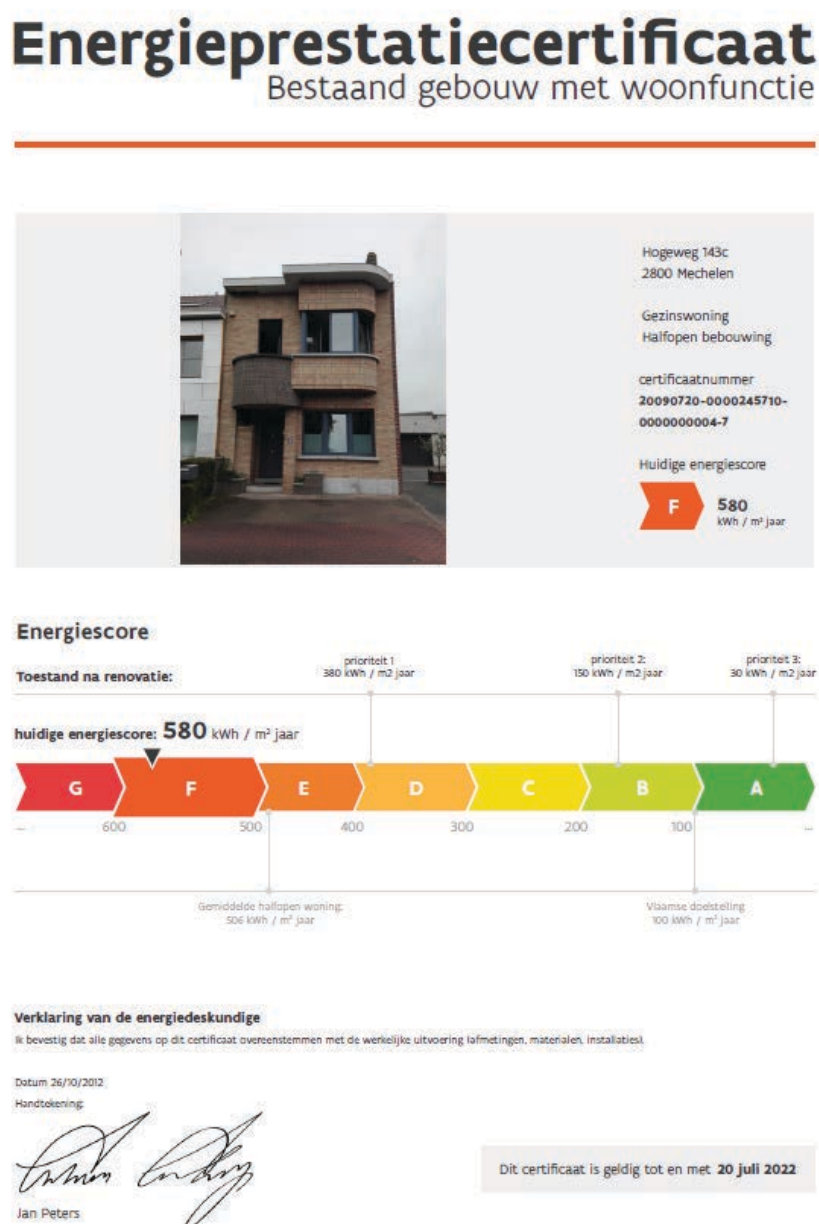 Energieprestatiecertificaat
Bestaand gebouw met woonfunctie
Hogeweg 143c
2800 Mechelen
Gezinswoning
Halfopen bebouwing
certificaatnummer
20090720-0000245710-
0000000004-7
Huidige energiescore
F
580
kWh / m² jaar
Energiescore
Toestand na renovatie:
prioriteit 1
380 kWh / m2 jaar
prioriteit 2:
150 kWh / m2 jaar
prioriteit 3:
30 kWh / m2 jaar
huidige energiescore: 580 kWh / m² jaar
G F E D C B A
... 600 500 400 300 200 100 ...
Gemiddelde halfopen woning:
506 kWh / m² jaar
Vlaamse doelstelling
100 kWh / m² jaar
Verklaring van de energiedeskundige
Ik bevestig dat alle gegevens op dit certificaat overeenstemmen met de werkelijke uitvoering (afmetingen, materialen, installaties).
Datum 26/10/2012
Handtekening:
Jan Peters
Dit certificaat is geldig tot en met 20 juli 2022